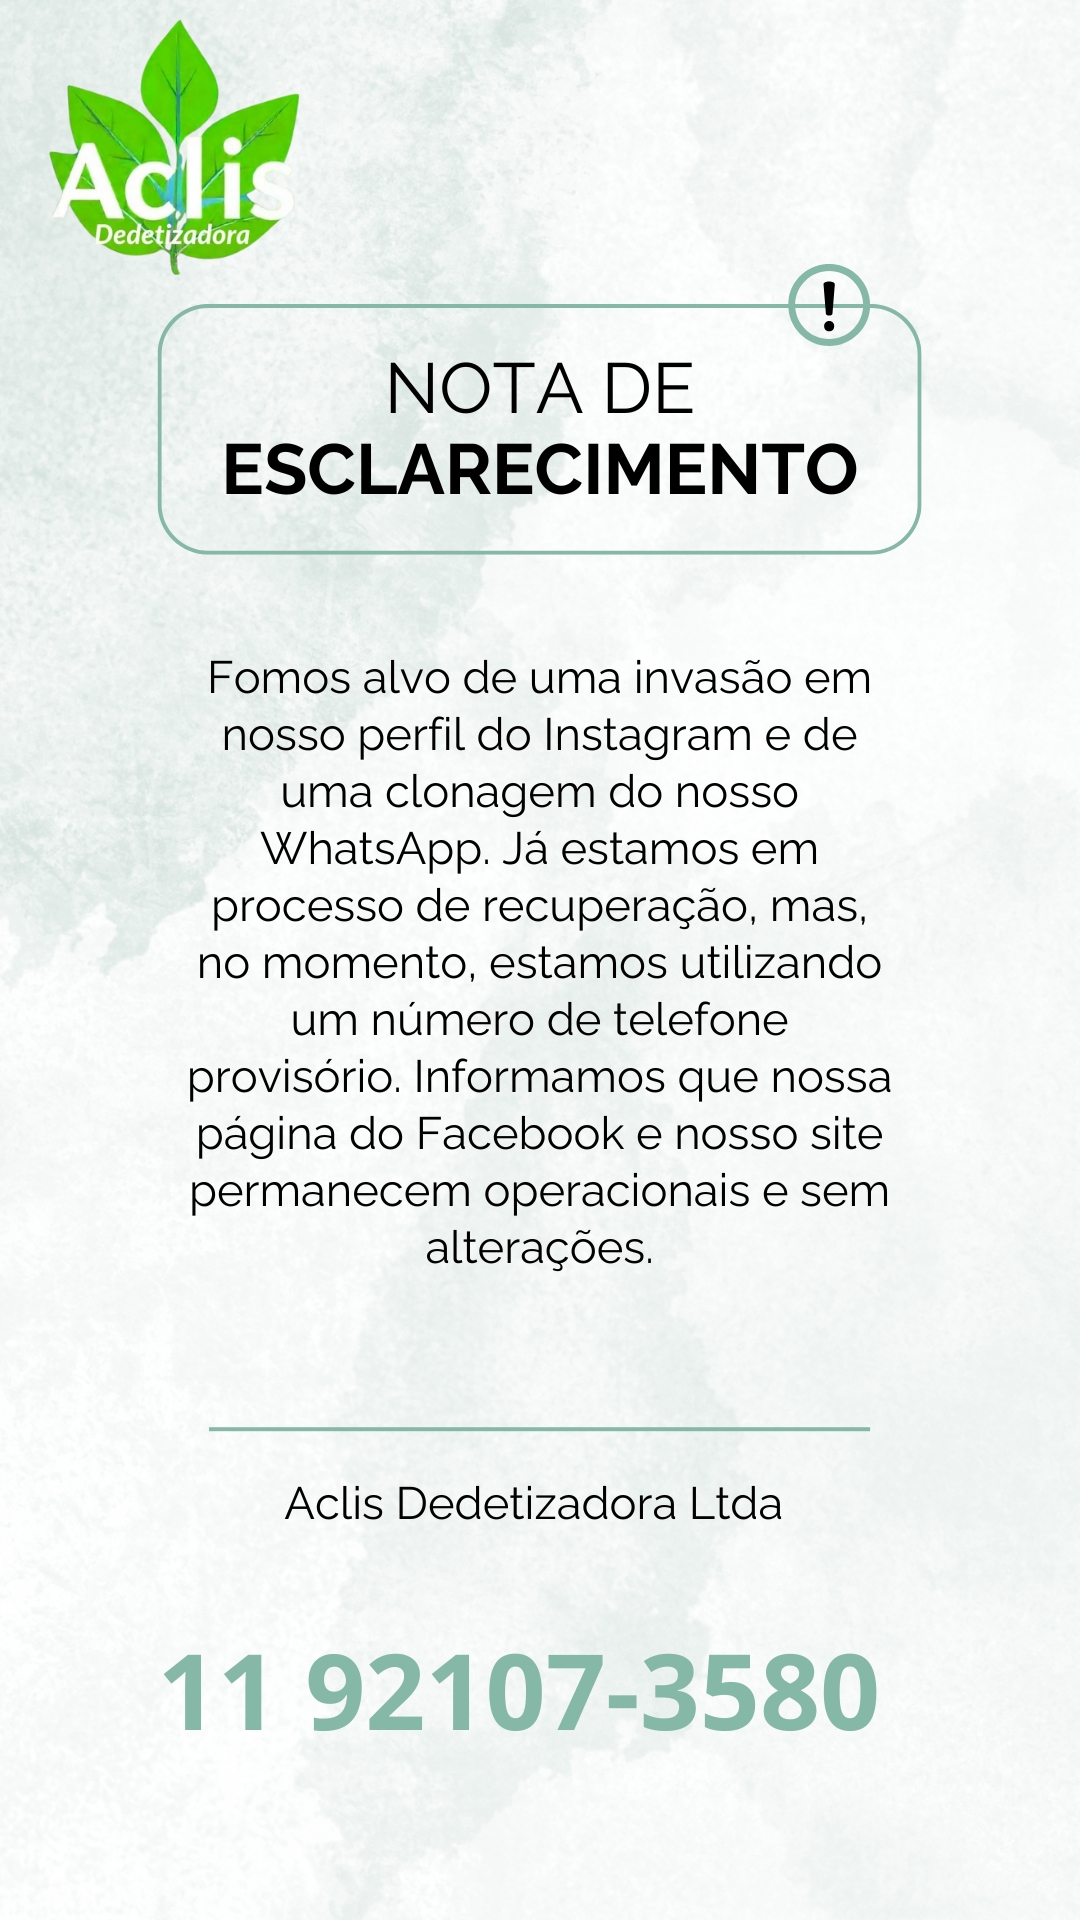 Aclis
Dedetizadora
!
NOTA DE
ESCLARECIMENTO
Fomos alvo de uma invasão em
nosso perfil do Instagram e de
uma clonagem do nosso
WhatsApp. Já estamos em
processo de recuperação, mas,
no momento, estamos utilizando
um número de telefone
provisório. Informamos que nossa
página do Facebook e nosso site
permanecem operacionais e sem
alterações.
Aclis Dedetizadora Ltda
11 92107-3580